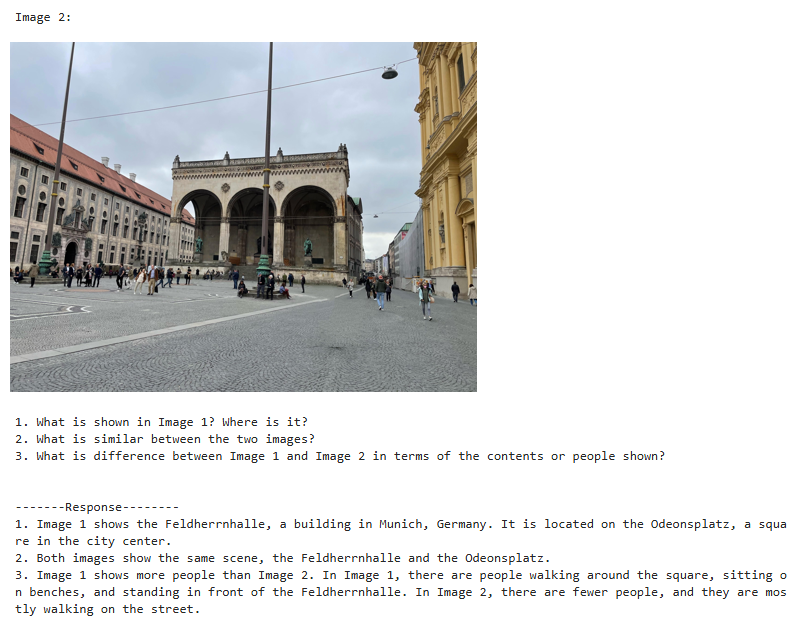 Image 2:
1. What is shown in Image 1? Where is it?
2. What is similar between the two images?
3. What is difference between Image 1 and Image 2 in terms of the contents or people shown?
-------Response--------
1. Image 1 shows the Feldherrnhalle, a building in Munich, Germany. It is located on the Odeonsplatz, a squa
re in the city center.
2. Both images show the same scene, the Feldherrnhalle and the Odeonsplatz.
3. Image 1 shows more people than Image 2. In Image 1, there are people walking around the square, sitting o
n benches, and standing in front of the Feldherrnhalle. In Image 2, there are fewer people, and they are mos
tly walking on the street.